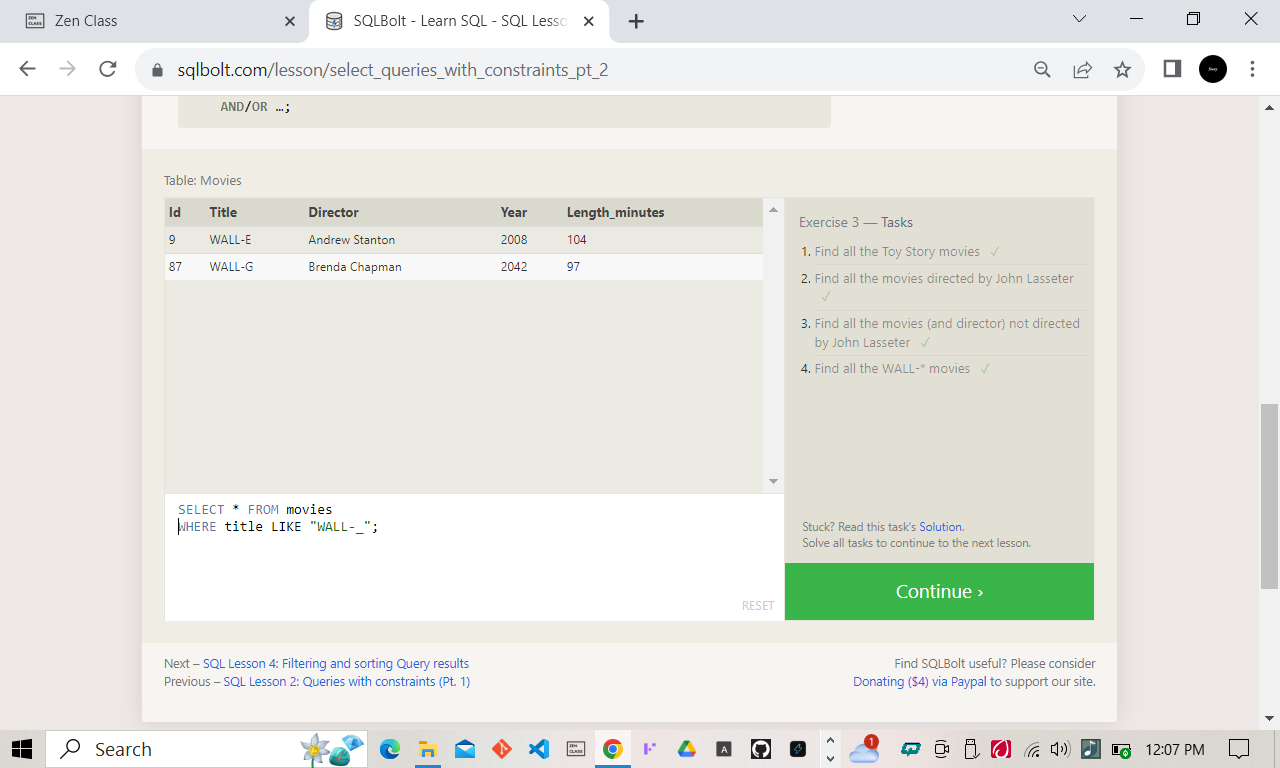 Zen Class
SQLBolt - Learn SQL - SQL Lesso
sqlbolt.com/lesson/select_queries_with_constraints_pt_2
AND/OR …;
Table: Movies
Id Title Director Year Length_minutes
9 WALL-E Andrew Stanton 2008 104
87 WALL-G Brenda Chapman 2042 97
Exercise 3 — Tasks
1. Find all the Toy Story movies ✓
2. Find all the movies directed by John Lasseter
✓
3. Find all the movies (and director) not directed
by John Lasseter ✓
4. Find all the WALL-* movies ✓
SELECT * FROM movies
WHERE title LIKE "WALL-_";
RESET
Stuck? Read this task's Solution.
Solve all tasks to continue to the next lesson.
Continue ›
Next – SQL Lesson 4: Filtering and sorting Query results
Previous – SQL Lesson 2: Queries with constraints (Pt. 1)
Find SQLBolt useful? Please consider
Donating ($4) via Paypal to support our site.
Search
1
12:07 PM